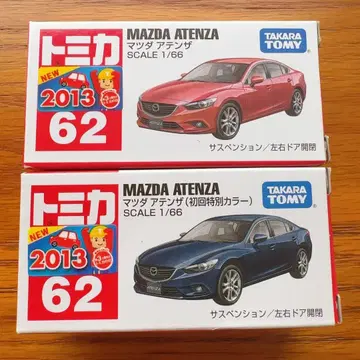 トミカ
MAZDA ATENZA
マツダ アテンザ
SCALE 1/66
TAKARA
TOMY
NEW
2013
62
サスペンション／左右ドア開閉
トミカ
MAZDA ATENZA
マツダ アテンザ（初回特別カラー）
SCALE 1/66
TAKARA
TOMY
NEW
2013
62
サスペンション／左右ドア開閉